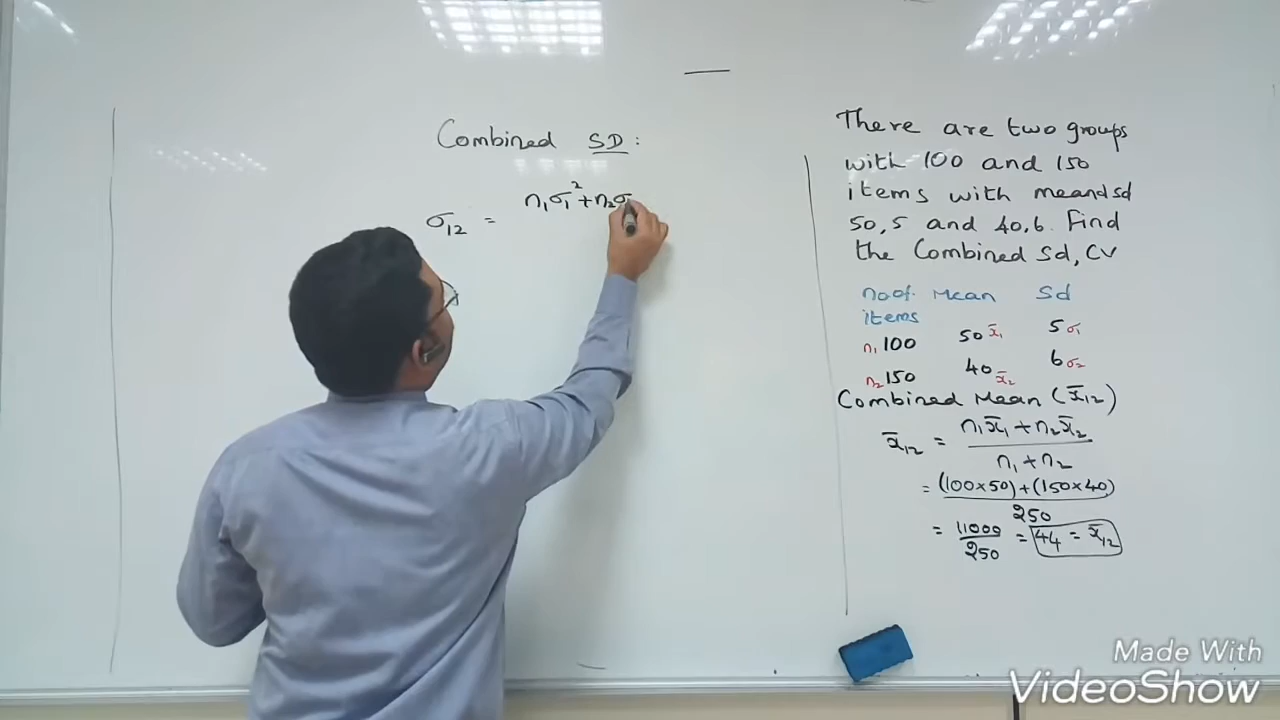 Combined SD:
σ₁₂ = n₁σ₁² + n₂σ
There are two groups
with 100 and 150
items with mean&sd
50,5 and 40,6. Find
the Combined Sd, CV
no.of. Mean Sd
items
n₁ 100 50 x̄₁ 5 σ₁
n₂ 150 40 x̄₂ 6 σ₂
Combined Mean (x̄₁₂)
x̄₁₂ = n₁x̄₁ + n₂x̄₂
n₁ + n₂
= (100×50)+(150×40)
250
= 11000 = 44 = x̄₁₂
250
Made With
VideoShow